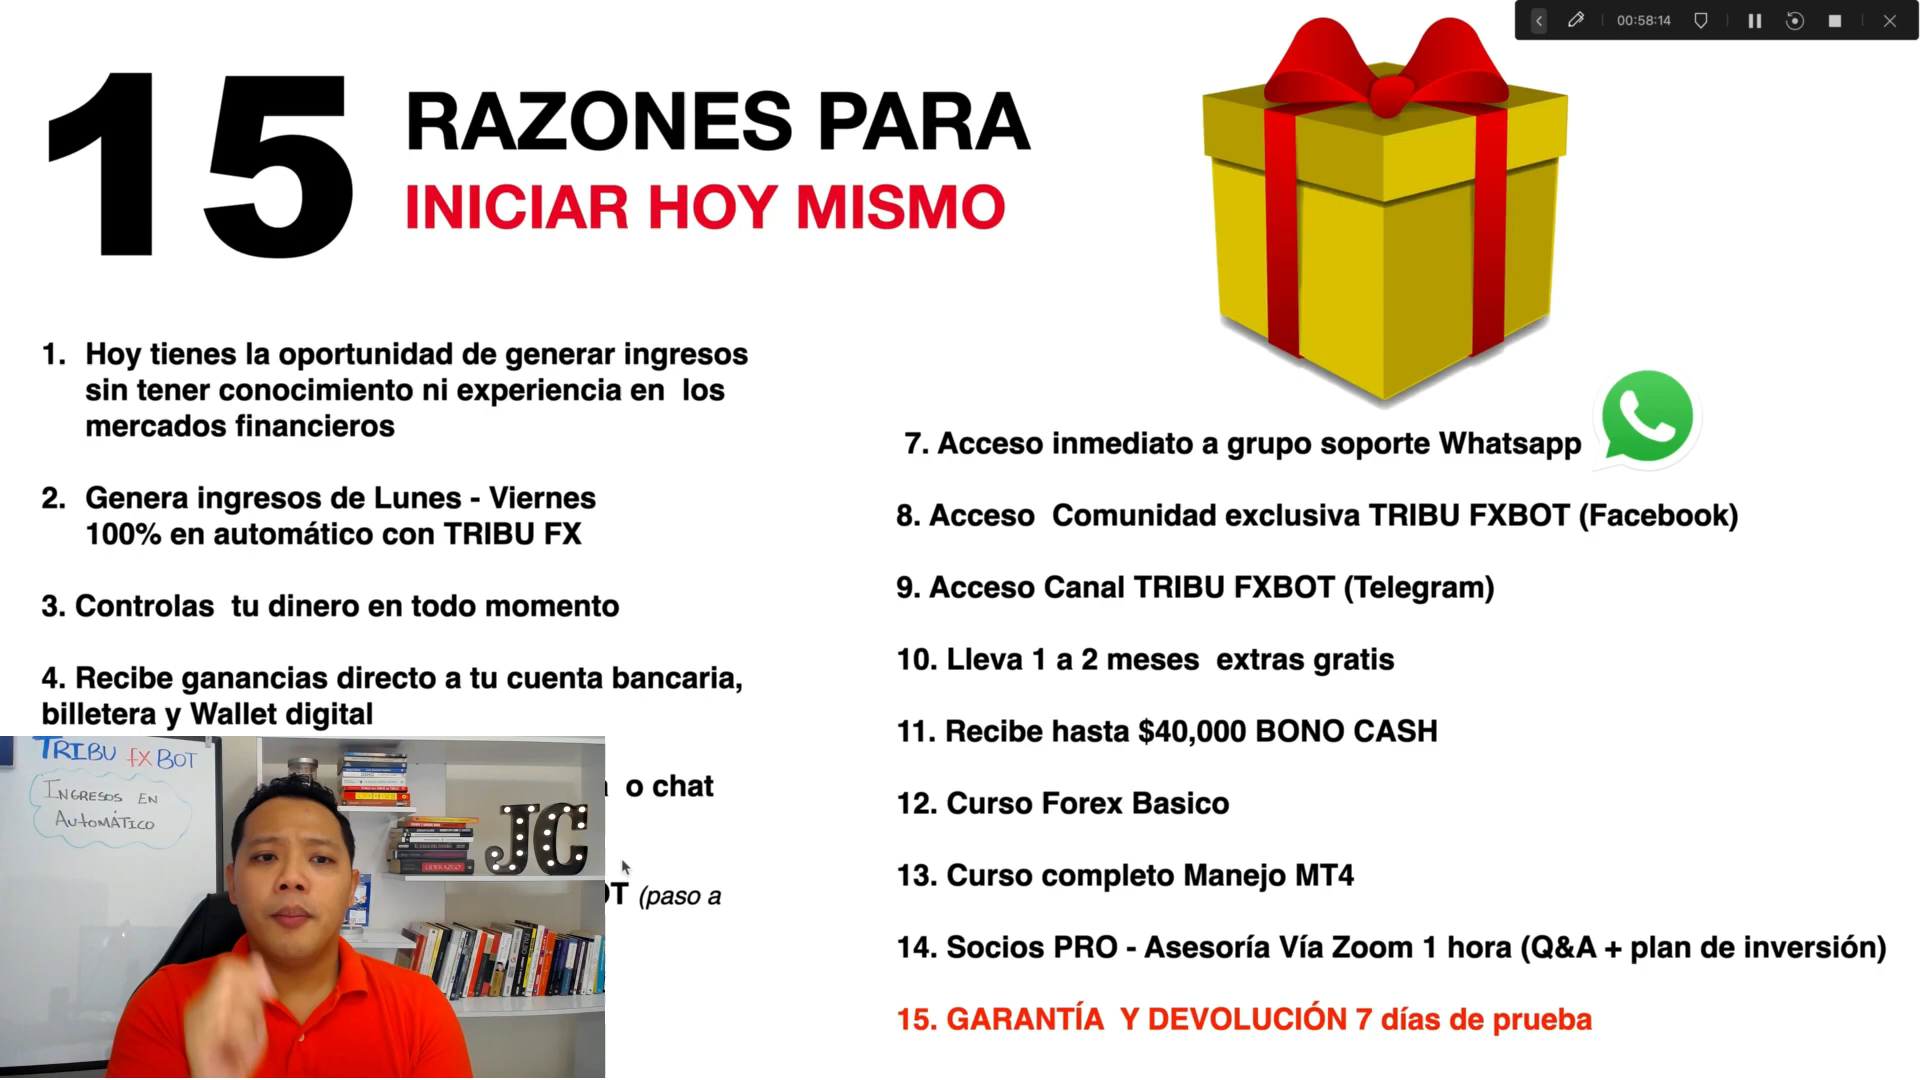 00:58:14
15
RAZONES PARA
INICIAR HOY MISMO
1. Hoy tienes la oportunidad de generar ingresos
sin tener conocimiento ni experiencia en los
mercados financieros
2. Genera ingresos de Lunes - Viernes
100% en automático con TRIBU FX
3. Controlas tu dinero en todo momento
4. Recibe ganancias directo a tu cuenta bancaria,
billetera y Wallet digital
o chat
(paso a
7. Acceso inmediato a grupo soporte Whatsapp
8. Acceso Comunidad exclusiva TRIBU FXBOT (Facebook)
9. Acceso Canal TRIBU FXBOT (Telegram)
10. Lleva 1 a 2 meses extras gratis
11. Recibe hasta $40,000 BONO CASH
12. Curso Forex Basico
13. Curso completo Manejo MT4
14. Socios PRO - Asesoría Vía Zoom 1 hora (Q&A + plan de inversión)
15. GARANTÍA Y DEVOLUCIÓN 7 días de prueba
TRIBU FX BOT
INGRESOS EN
AUTOMÁTICO
JC
LIDERAZGO